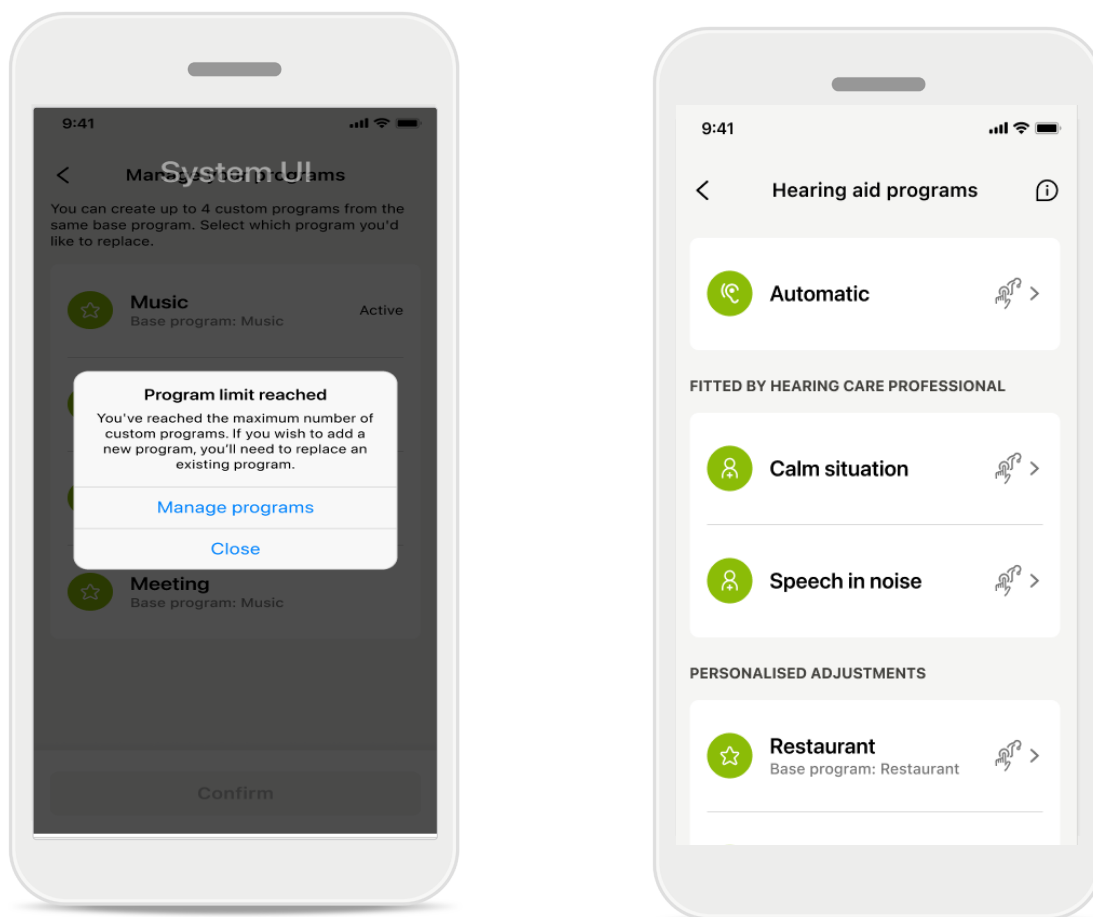 9:41
System UI
Manage your programs
You can create up to 4 custom programs from the
same base program. Select which program you'd
like to replace.
Music
Base program: Music
Active
Program limit reached
You've reached the maximum number of
custom programs. If you wish to add a
new program, you'll need to replace an
existing program.
Manage programs
Close
Meeting
Base program: Music
Confirm
9:41
Hearing aid programs
Automatic
FITTED BY HEARING CARE PROFESSIONAL
Calm situation
Speech in noise
PERSONALISED ADJUSTMENTS
Restaurant
Base program: Restaurant